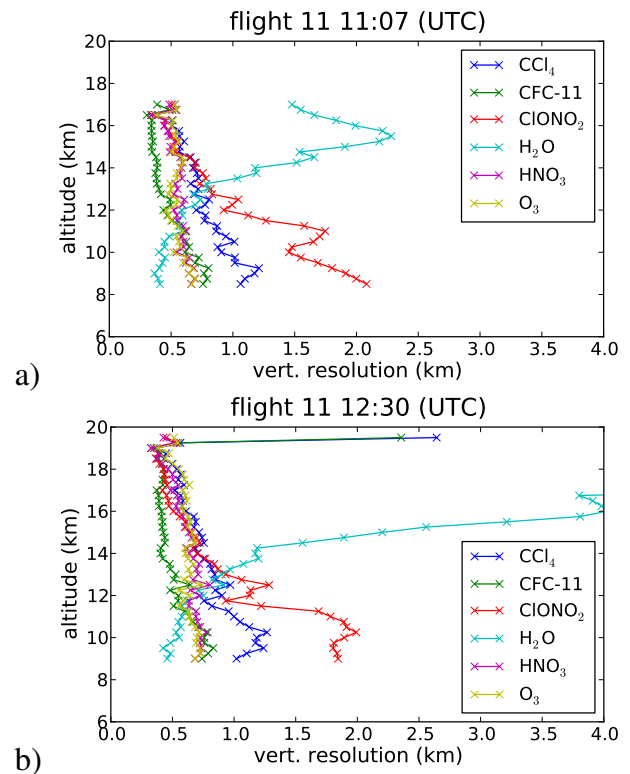 flight 11 11:07 (UTC)
20
18
16
14
12
10
8
6
altitude (km)
CCl₄
CFC-11
ClONO₂
H₂O
HNO₃
O₃
0.0 0.5 1.0 1.5 2.0 2.5 3.0 3.5 4.0
vert. resolution (km)
a)
flight 11 12:30 (UTC)
20
18
16
14
12
10
8
6
altitude (km)
CCl₄
CFC-11
ClONO₂
H₂O
HNO₃
O₃
0.0 0.5 1.0 1.5 2.0 2.5 3.0 3.5 4.0
vert. resolution (km)
b)